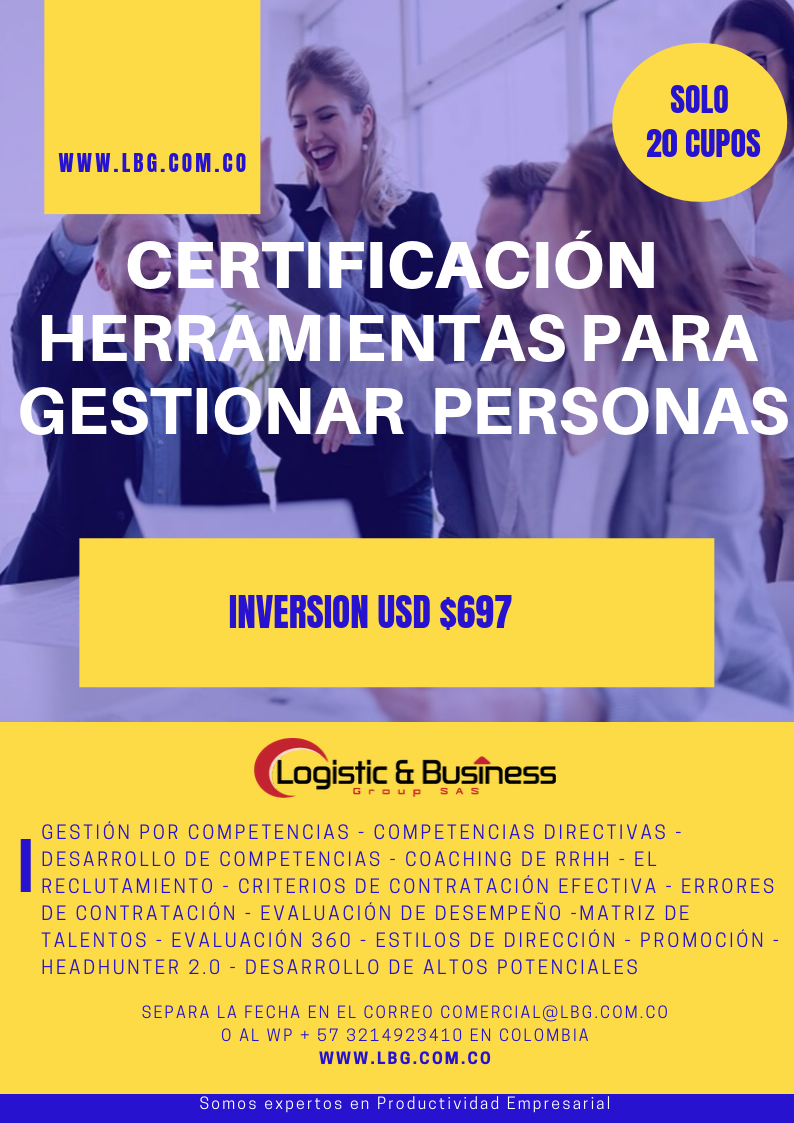 WWW.LBG.COM.CO
SOLO
20 CUPOS
CERTIFICACIÓN
HERRAMIENTAS PARA
GESTIONAR PERSONAS
INVERSION USD $697
Logistic & Business
Group SAS
GESTIÓN POR COMPETENCIAS - COMPETENCIAS DIRECTIVAS -
DESARROLLO DE COMPETENCIAS - COACHING DE RRHH - EL
RECLUTAMIENTO - CRITERIOS DE CONTRATACIÓN EFECTIVA - ERRORES
DE CONTRATACIÓN - EVALUACIÓN DE DESEMPEÑO -MATRIZ DE
TALENTOS - EVALUACIÓN 360 - ESTILOS DE DIRECCIÓN - PROMOCIÓN -
HEADHUNTER 2.0 - DESARROLLO DE ALTOS POTENCIALES
SEPARA LA FECHA EN EL CORREO COMERCIAL@LBG.COM.CO
O AL WP + 57 3214923410 EN COLOMBIA
WWW.LBG.COM.CO
Somos expertos en Productividad Empresarial